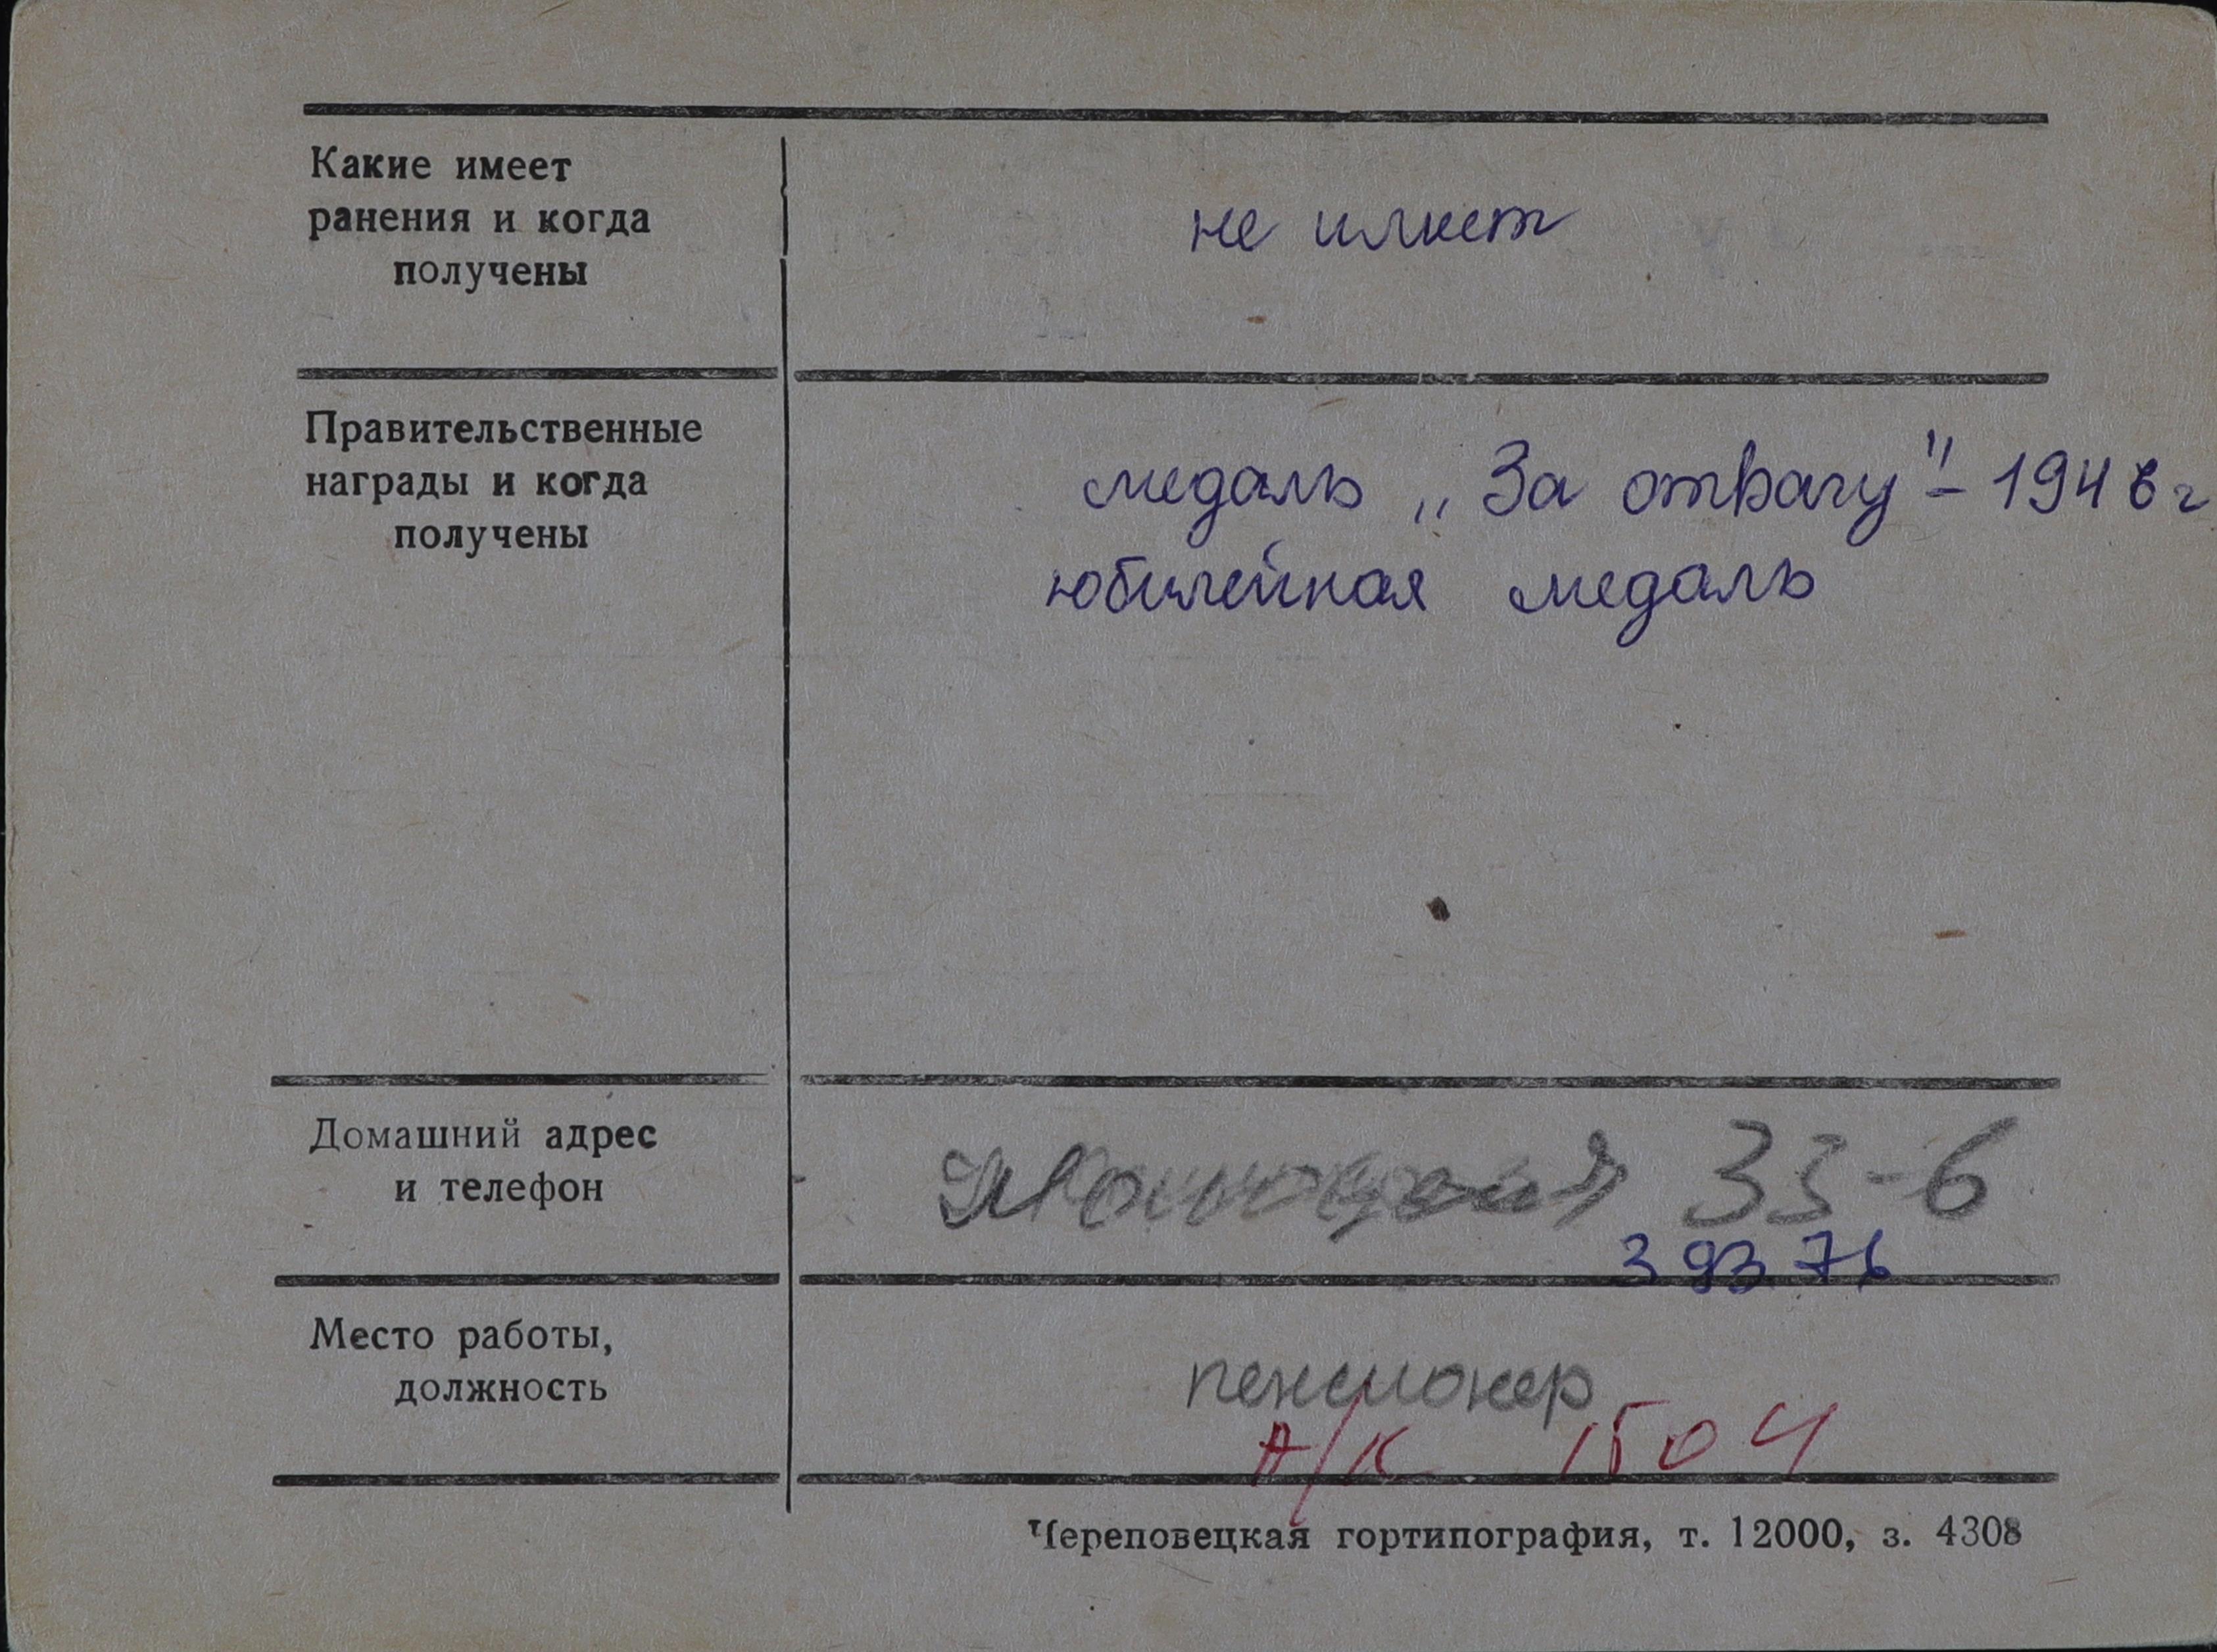 Какие имеет
ранения и когда
получены
не имеет
Правительственные
награды и когда
получены
медаль „За отвагу" - 1946 г
юбилейная медаль
Домашний адрес
и телефон
33-6
39376
Место работы,
должность
пенсионер
А/К 1504
Череповецкая гортипография, т. 12000, з. 4308